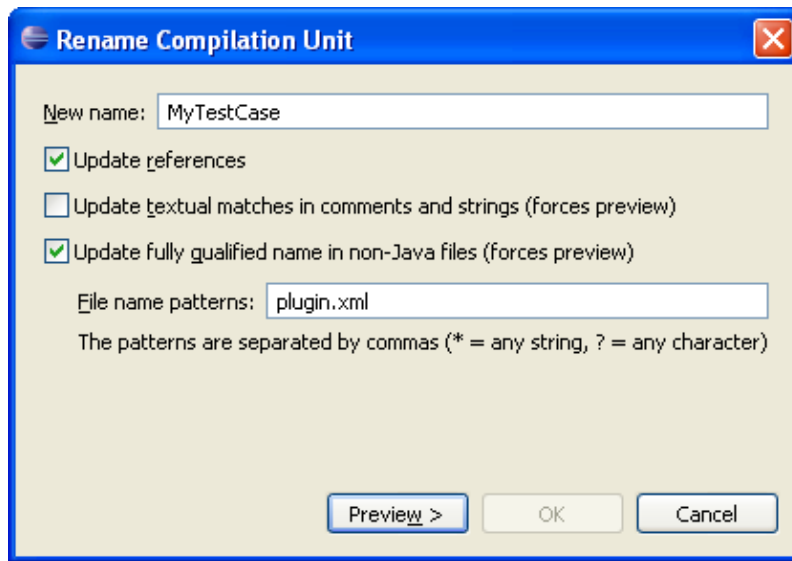 Rename Compilation Unit
New name: MyTestCase
Update references
Update textual matches in comments and strings (forces preview)
Update fully qualified name in non-Java files (forces preview)
File name patterns: plugin.xml
The patterns are separated by commas (* = any string, ? = any character)
Preview > OK Cancel